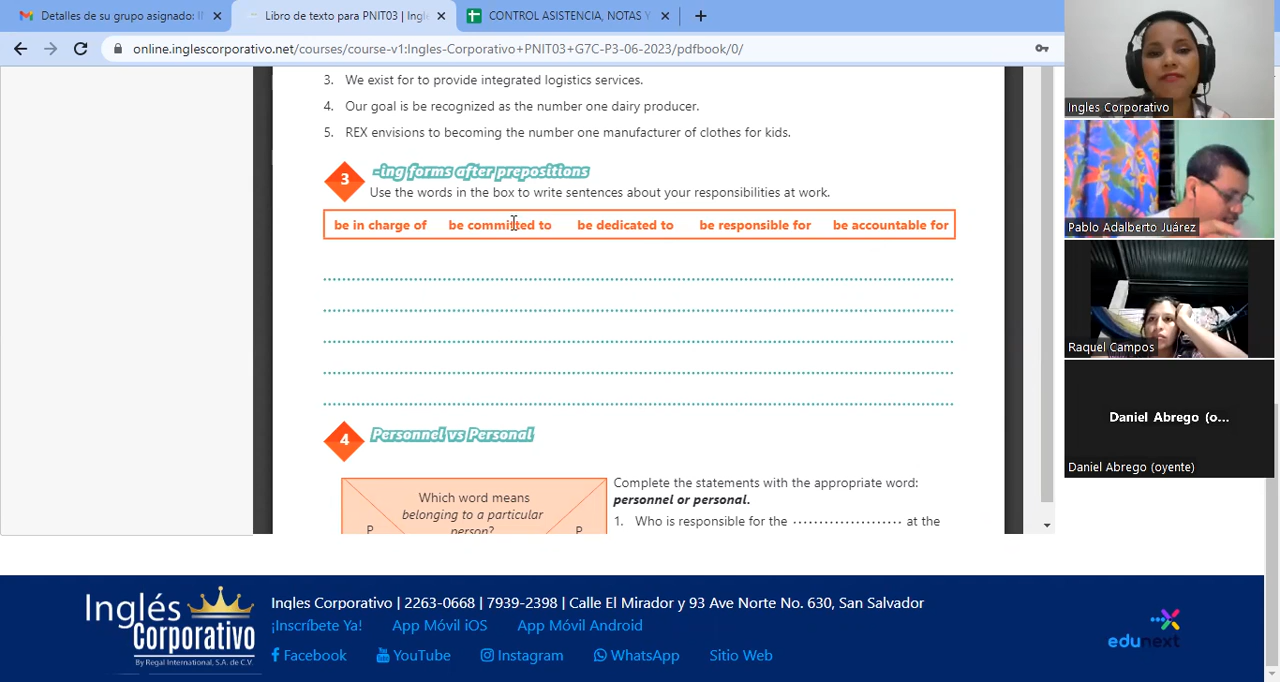 Detalles de su grupo asignado: IN
Libro de texto para PNIT03 | Ingl
CONTROL ASISTENCIA, NOTAS Y
online.inglescorporativo.net/courses/course-v1:Ingles-Corporativo+PNIT03+G7C-P3-06-2023/pdfbook/0/
3. We exist for to provide integrated logistics services.
4. Our goal is be recognized as the number one dairy producer.
5. REX envisions to becoming the number one manufacturer of clothes for kids.
3 -ing forms after prepositions
Use the words in the box to write sentences about your responsibilities at work.
be in charge of be committed to be dedicated to be responsible for be accountable for
4 Personnel vs Personal
Which word means
belonging to a particular
person?
P P
Complete the statements with the appropriate word:
personnel or personal.
1. Who is responsible for the ..................... at the
Ingles Corporativo
Pablo Adalberto Juárez
Raquel Campos
Daniel Abrego (o...
Daniel Abrego (oyente)
Inglés
Corporativo
By Regal International, S.A. de C.V.
Ingles Corporativo | 2263-0668 | 7939-2398 | Calle El Mirador y 93 Ave Norte No. 630, San Salvador
¡Inscríbete Ya! App Móvil iOS App Móvil Android
Facebook YouTube Instagram WhatsApp Sitio Web
edunext